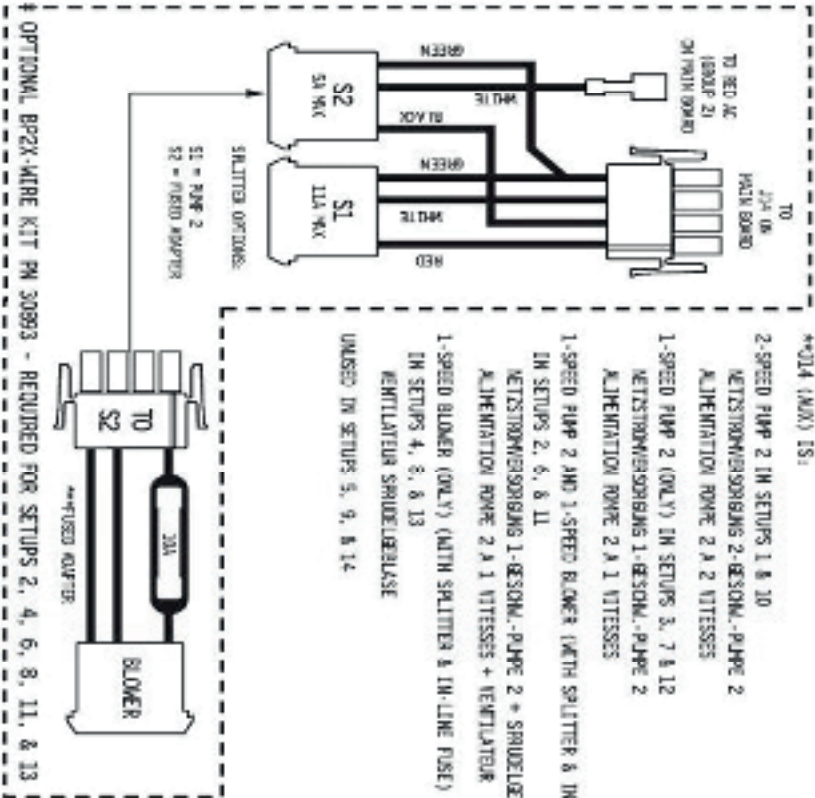 **J14 (AUX) IS:
2-SPEED PUMP 2 IN SETUPS 1 & 10
NETZSTROMVERSORGUNG 2-GESCHW.-PUMPE 2
ALIMENTATION POMPE 2 A 2 VITESSES
1-SPEED PUMP 2 (ONLY) IN SETUPS 3, 7 & 12
NETZSTROMVERSORGUNG 1-GESCHW.-PUMPE 2
ALIMENTATION POMPE 2 A 1 VITESSES
1-SPEED PUMP 2 AND 1-SPEED BLOWER (WITH SPLITTER & IN
IN SETUPS 2, 6, & 11
NETZSTROMVERSORGUNG 1-GESCHW.-PUMPE 2 + SPRUDELGE
ALIMENTATION POMPE 2 A 1 VITESSES + VENTILATEUR
1-SPEED BLOWER (ONLY) (WITH SPLITTER & IN-LINE FUSE)
IN SETUPS 4, 8, & 13
VENTILATEUR SPRUDELGEBLASE
UNUSED IN SETUPS 5, 9, & 14
TO
J14 ON
MAIN BOARD
TO RED AC
(GROUP 2)
ON MAIN BOARD
GREEN
WHITE
BLACK
GREEN
WHITE
RED
S2
5A MAX
S1
11A MAX
SPLITTER OPTIONS:
S1 = PUMP 2
S2 = FUSED ADAPTER
TO
S2
10A
**FUSED ADAPTER
BLOWER
# OPTIONAL BP2X-WIRE KIT PN 30893 - REQUIRED FOR SETUPS 2, 4, 6, 8, 11, & 13